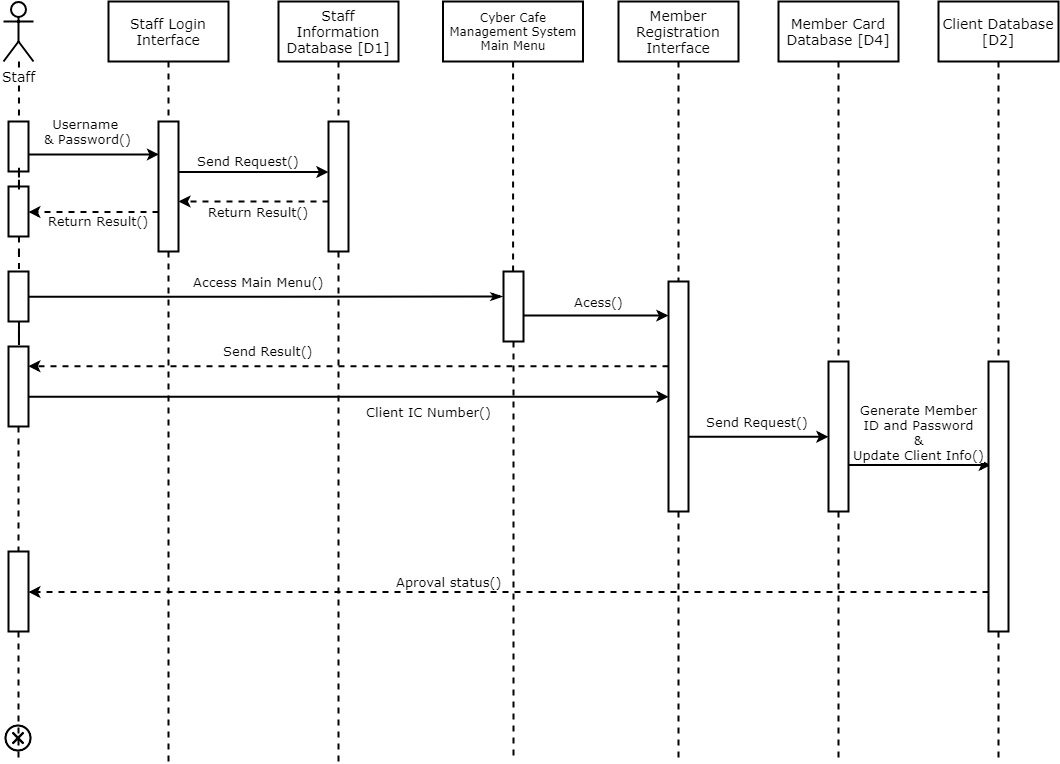 Staff Login
Interface
Staff
Information
Database [D1]
Cyber Cafe
Management System
Main Menu
Member
Registration
Interface
Member Card
Database [D4]
Client Database
[D2]
Staff
Username
& Password()
Send Request()
Return Result()
Return Result()
Access Main Menu()
Acess()
Send Result()
Client IC Number()
Send Request()
Generate Member
ID and Password
&
Update Client Info()
Aproval status()